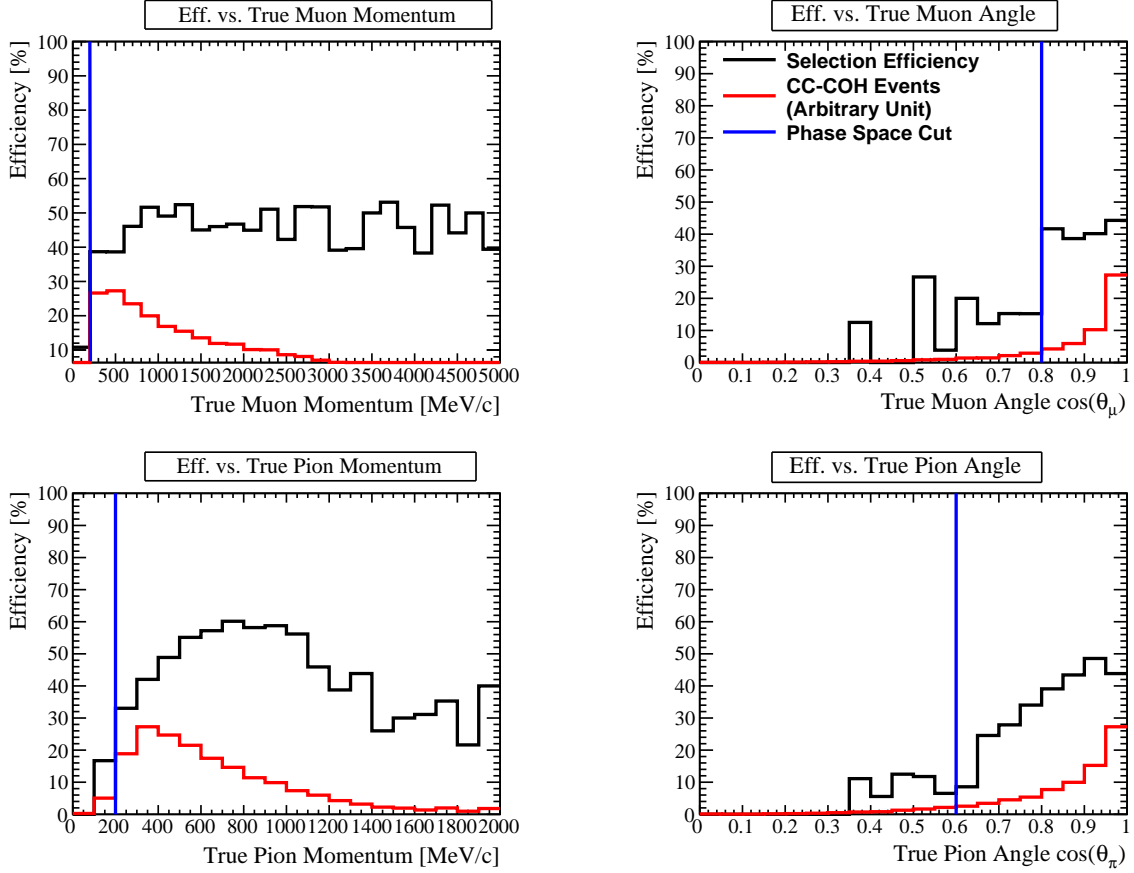 Eff. vs. True Muon Momentum
Efficiency [%]
100
90
80
70
60
50
40
30
20
10
0 500 1000 1500 2000 2500 3000 3500 4000 4500 5000
True Muon Momentum [MeV/c]
Eff. vs. True Muon Angle
Efficiency [%]
100
90
80
70
60
50
40
30
20
10
0
Selection Efficiency
CC-COH Events
(Arbitrary Unit)
Phase Space Cut
0 0.1 0.2 0.3 0.4 0.5 0.6 0.7 0.8 0.9 1
True Muon Angle cos(θμ)
Eff. vs. True Pion Momentum
Efficiency [%]
100
90
80
70
60
50
40
30
20
10
0
0 200 400 600 800 1000 1200 1400 1600 1800 2000
True Pion Momentum [MeV/c]
Eff. vs. True Pion Angle
Efficiency [%]
100
90
80
70
60
50
40
30
20
10
0
0 0.1 0.2 0.3 0.4 0.5 0.6 0.7 0.8 0.9 1
True Pion Angle cos(θπ)